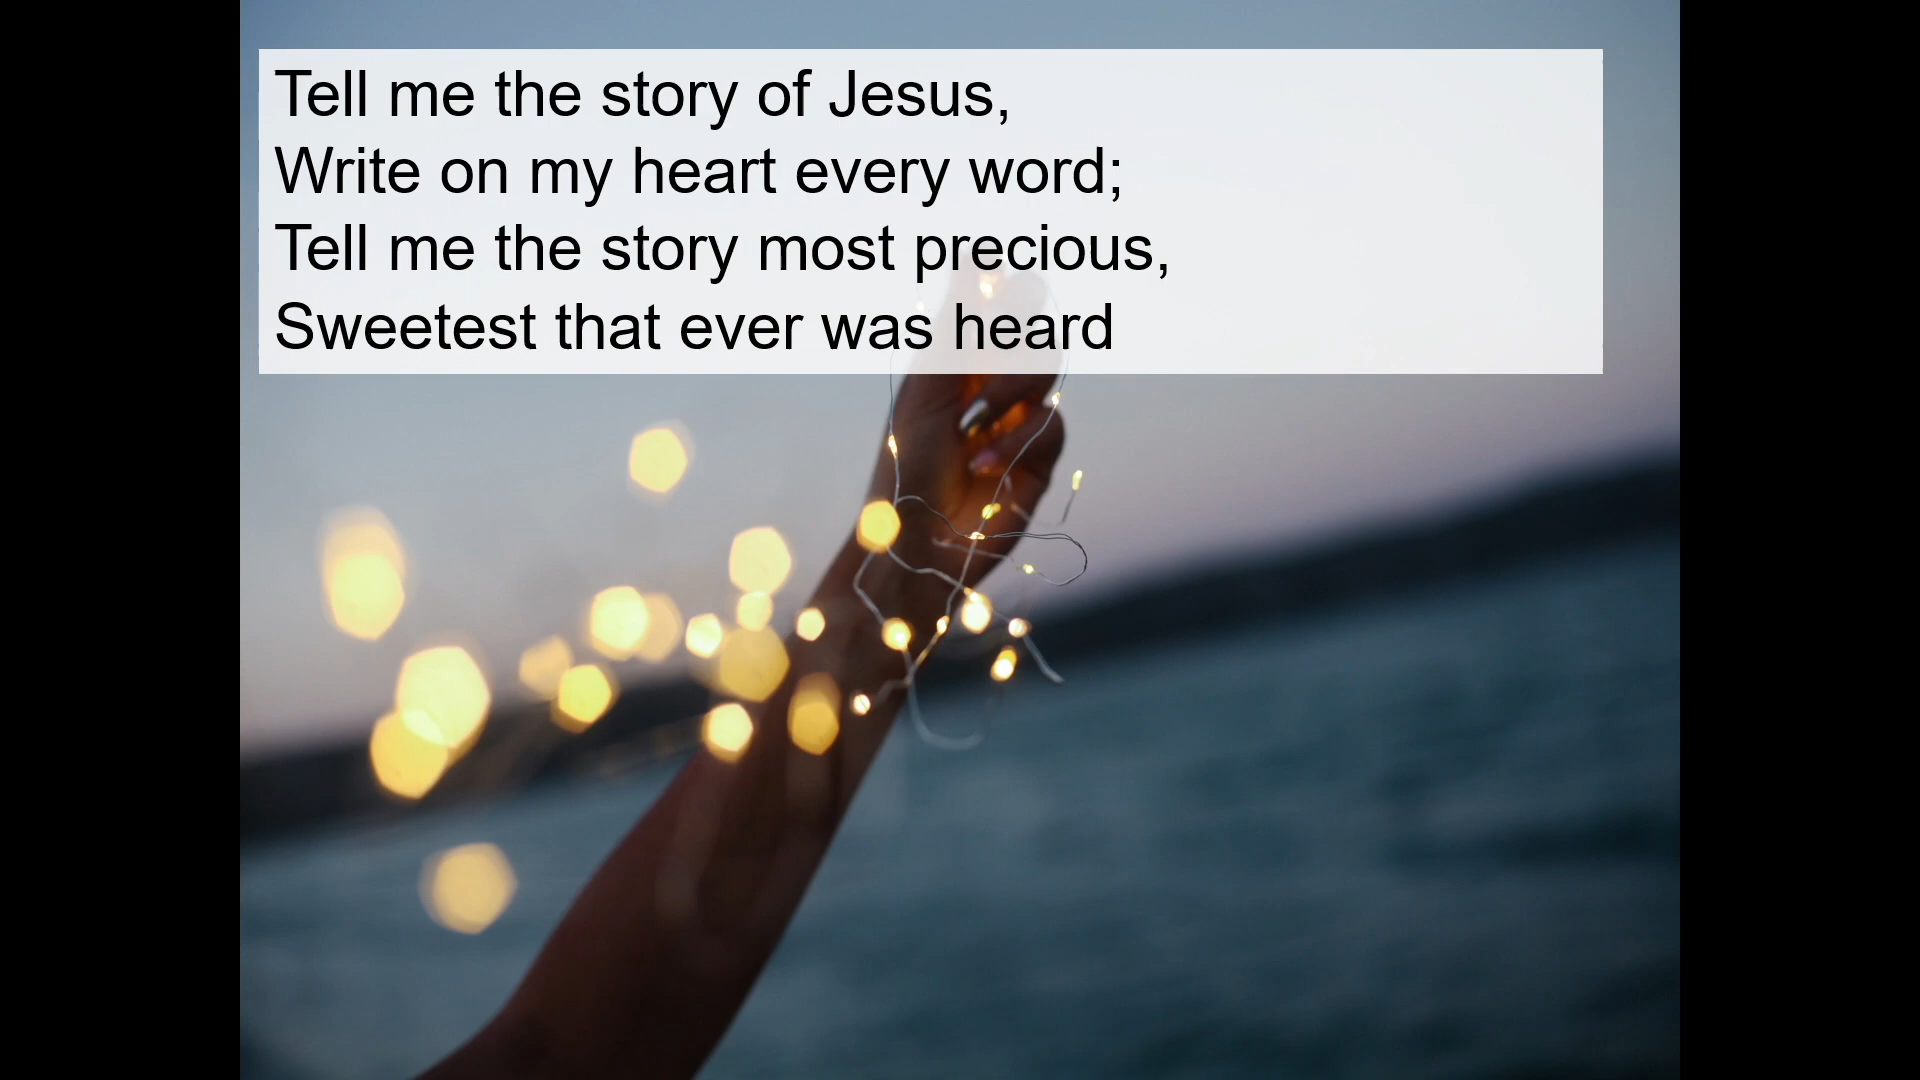 Tell me the story of Jesus,
Write on my heart every word;
Tell me the story most precious,
Sweetest that ever was heard